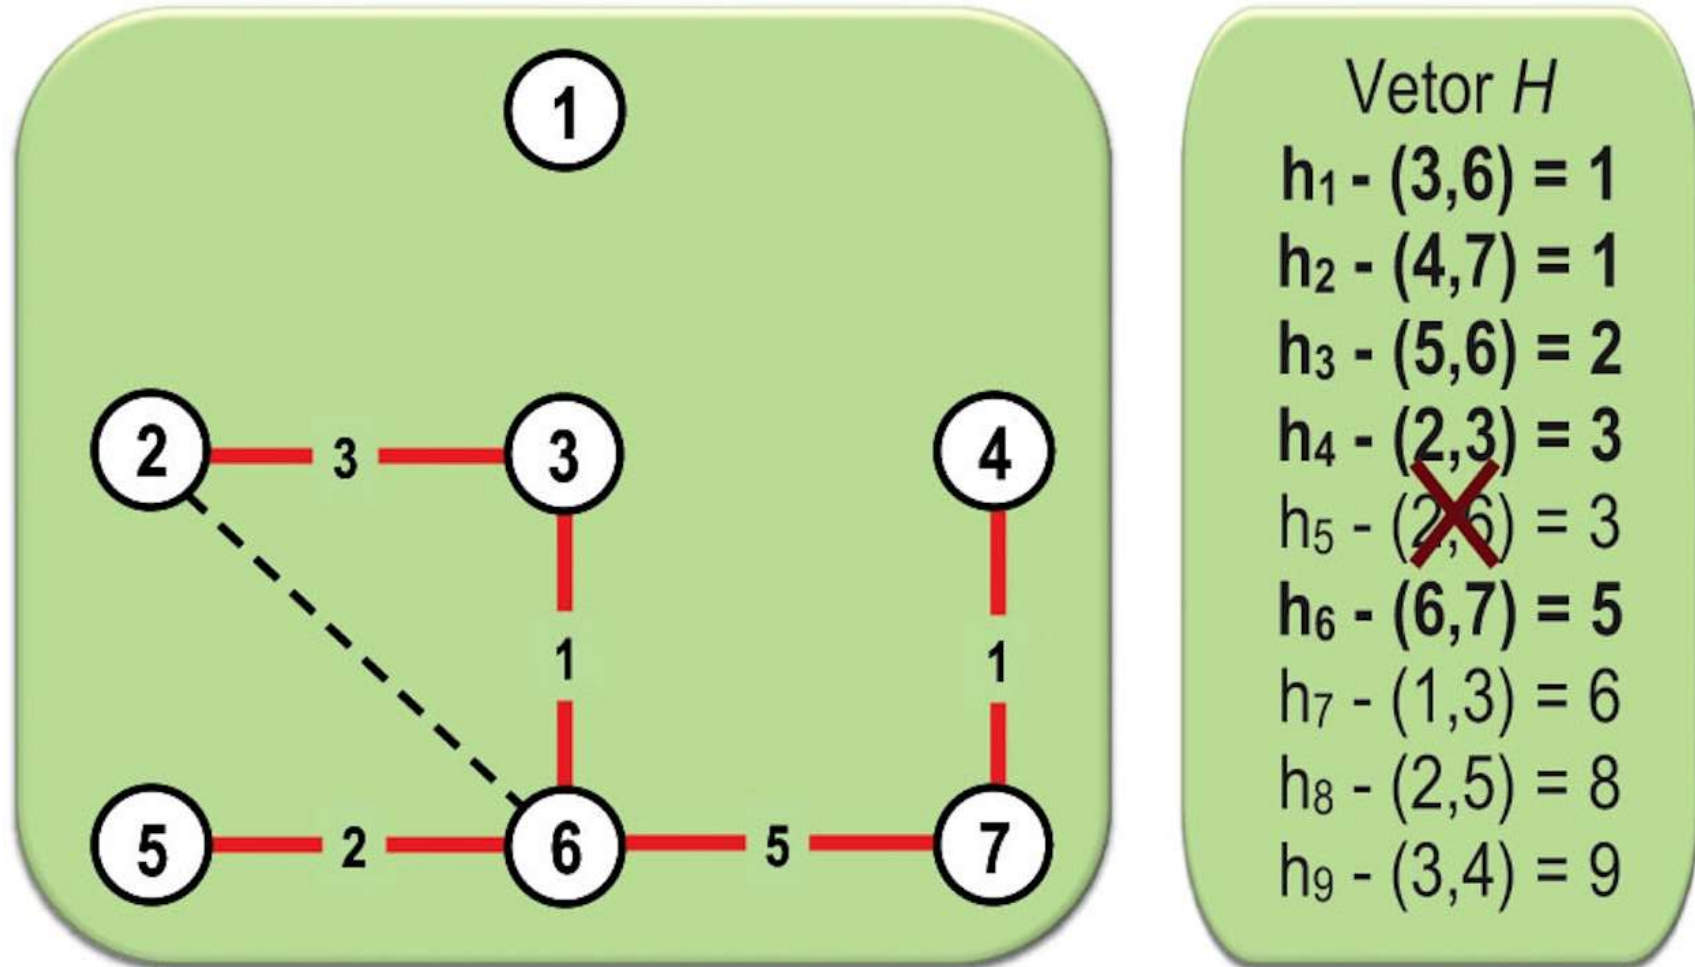 1
2
3
3
4
1
1
5
2
6
5
7
Vetor H
h1 - (3,6) = 1
h2 - (4,7) = 1
h3 - (5,6) = 2
h4 - (2,3) = 3
h5 - (2,6) = 3
h6 - (6,7) = 5
h7 - (1,3) = 6
h8 - (2,5) = 8
h9 - (3,4) = 9